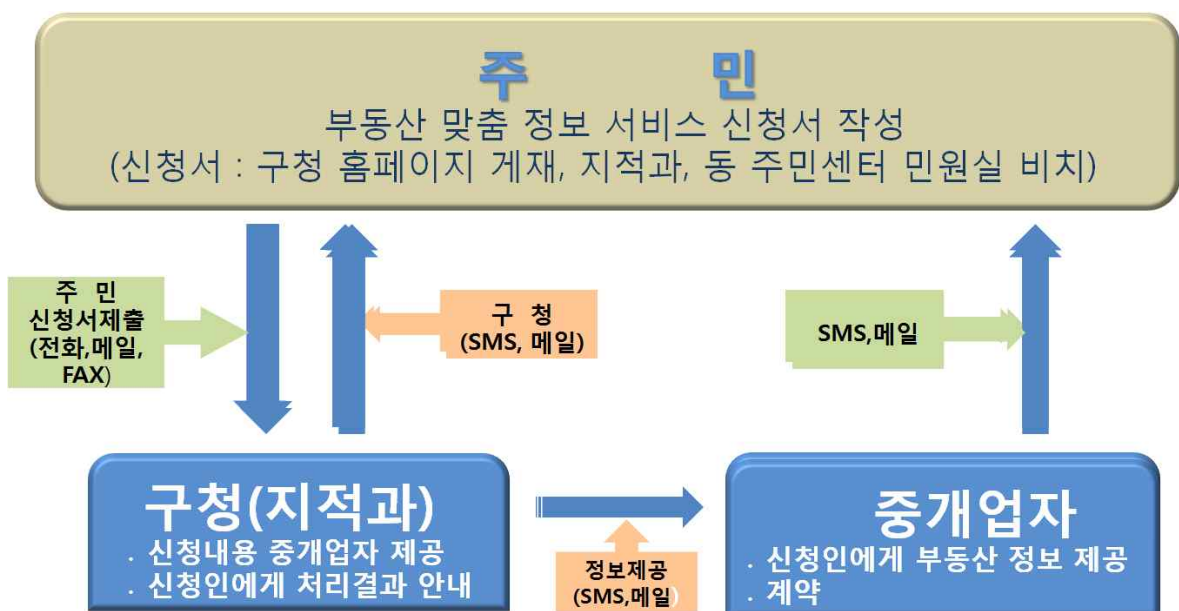 주 민
부동산 맞춤 정보 서비스 신청서 작성
(신청서 : 구청 홈페이지 게재, 지적과, 동 주민센터 민원실 비치)
주 민
신청서제출
(전화,메일,
FAX)
구 청
(SMS, 메일)
SMS,메일
구청(지적과)
. 신청내용 중개업자 제공
. 신청인에게 처리결과 안내
정보제공
(SMS,메일)
중개업자
. 신청인에게 부동산 정보 제공
. 계약